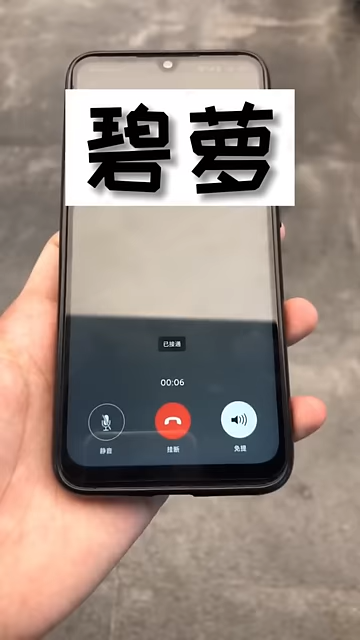 碧萝
已接通
00:06
静音 挂断 免提